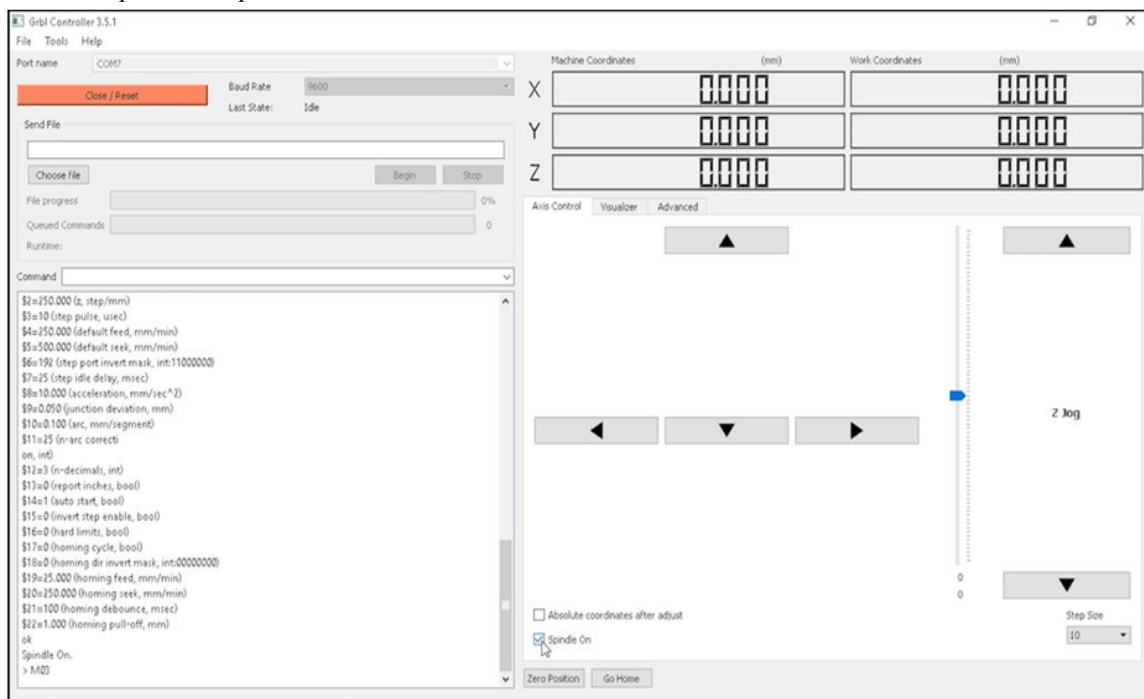 Grbl Controller 3.5.1
File Tools Help
Port name COM7
Close / Reset
Baud Rate 9600
Last State: Idle
Send File
Choose file Begin Stop
File progress 0%
Queued Commands 0
Runtime:
Command
$2=250.000 (z, step/mm)
$3=10 (step pulse, usec)
$4=250.000 (default feed, mm/min)
$5=500.000 (default seek, mm/min)
$6=192 (step port invert mask, int:11000000)
$7=25 (step idle delay, msec)
$8=10.000 (acceleration, mm/sec^2)
$9=0.050 (junction deviation, mm)
$10=0.100 (arc, mm/segment)
$11=25 (n-arc correcti
on, int)
$12=3 (n-decimals, int)
$13=0 (report inches, bool)
$14=1 (auto start, bool)
$15=0 (invert step enable, bool)
$16=0 (hard limits, bool)
$17=0 (homing cycle, bool)
$18=0 (homing dir invert mask, int:00000000)
$19=25.000 (homing feed, mm/min)
$20=250.000 (homing seek, mm/min)
$21=100 (homing debounce, msec)
$22=1.000 (homing pull-off, mm)
ok
Spindle On.
> M03
Machine Coordinates (mm) Work Coordinates (mm)
X 0.000 0.000
Y 0.000 0.000
Z 0.000 0.000
Axis Control Visualizer Advanced
Z Jog
0
0
Absolute coordinates after adjust
Step Size
Spindle On
10
Zero Position Go Home